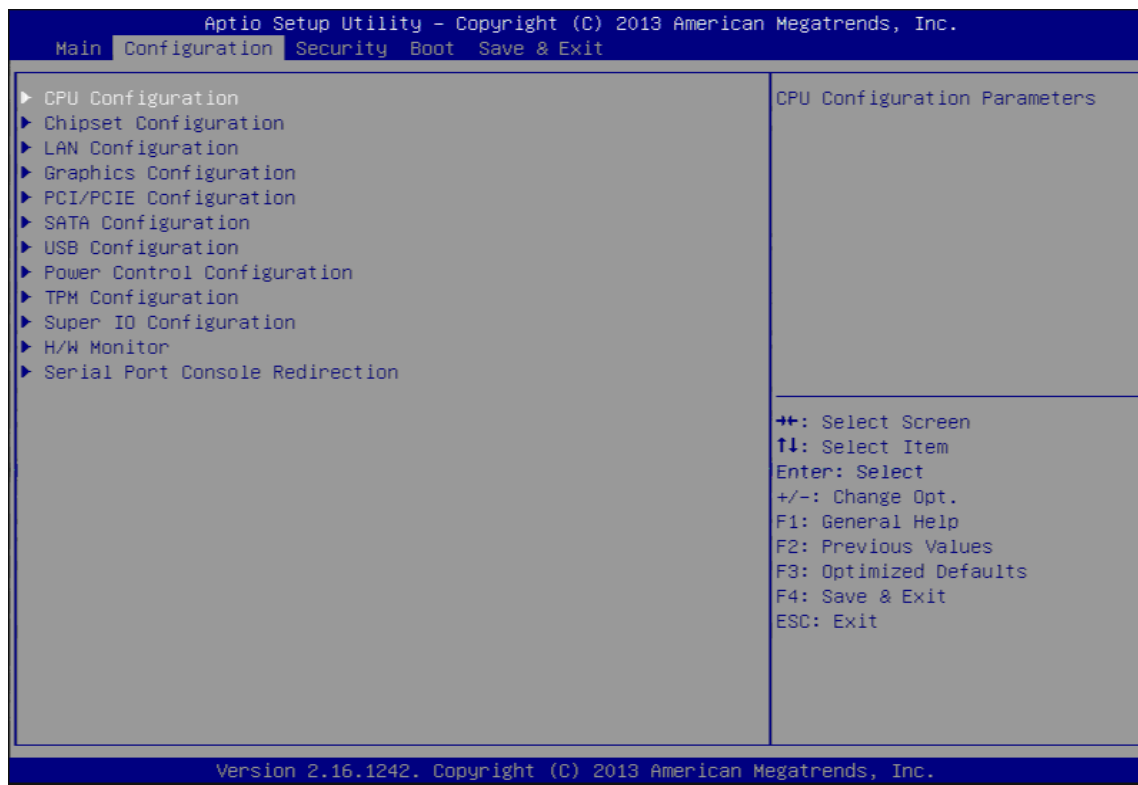 Aptio Setup Utility – Copyright (C) 2013 American Megatrends, Inc.
Main Configuration Security Boot Save & Exit
▶ CPU Configuration
▶ Chipset Configuration
▶ LAN Configuration
▶ Graphics Configuration
▶ PCI/PCIE Configuration
▶ SATA Configuration
▶ USB Configuration
▶ Power Control Configuration
▶ TPM Configuration
▶ Super IO Configuration
▶ H/W Monitor
▶ Serial Port Console Redirection
CPU Configuration Parameters
→←: Select Screen
↑↓: Select Item
Enter: Select
+/-: Change Opt.
F1: General Help
F2: Previous Values
F3: Optimized Defaults
F4: Save & Exit
ESC: Exit
Version 2.16.1242. Copyright (C) 2013 American Megatrends, Inc.